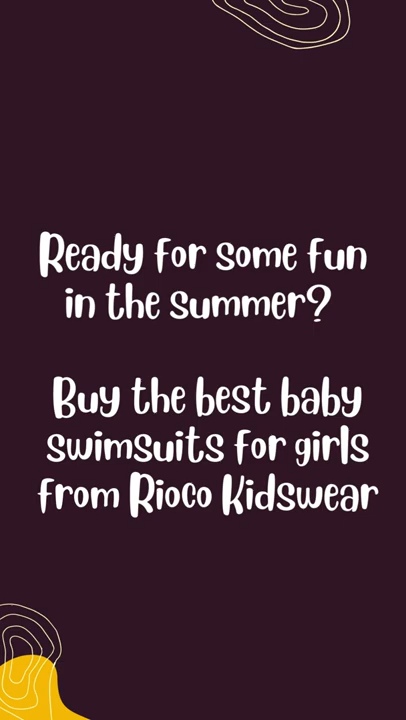 Ready for some fun
in the summer?
Buy the best baby
swimsuits for girls
from Rioco Kidswear